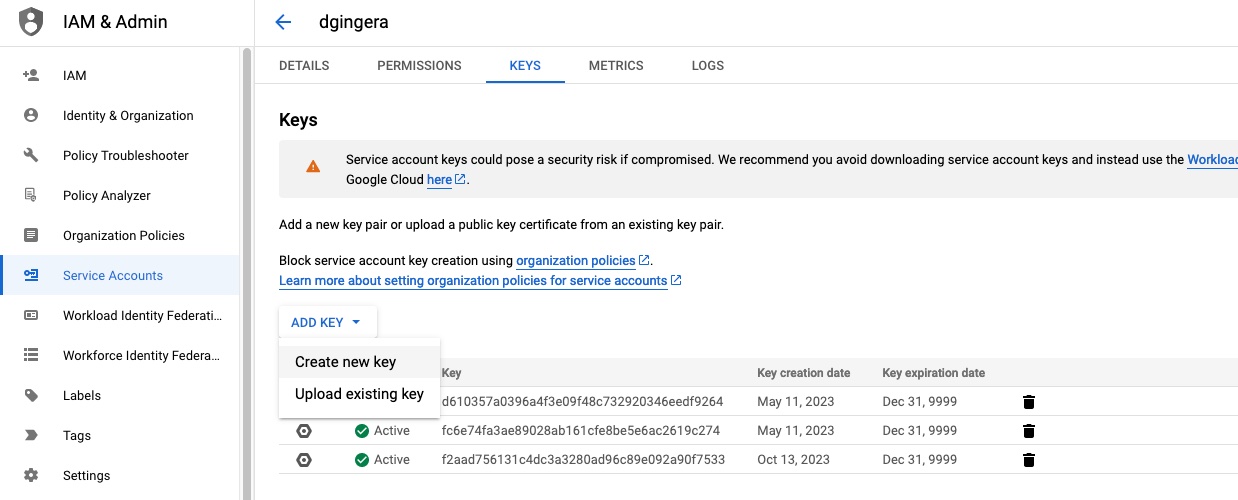 IAM & Admin
dgingera
IAM
Identity & Organization
Policy Troubleshooter
Policy Analyzer
Organization Policies
Service Accounts
Workload Identity Federati...
Workforce Identity Federa...
Labels
Tags
Settings
DETAILS PERMISSIONS KEYS METRICS LOGS
Keys
Service account keys could pose a security risk if compromised. We recommend you avoid downloading service account keys and instead use the Workload
Google Cloud here.
Add a new key pair or upload a public key certificate from an existing key pair.
Block service account key creation using organization policies.
Learn more about setting organization policies for service accounts
ADD KEY
Create new key
Upload existing key
Key Key creation date Key expiration date
d610357a0396a4f3e09f48c732920346eedf9264 May 11, 2023 Dec 31, 9999
Active fc6e74fa3ae89028ab161cfe8be5e6ac2619c274 May 11, 2023 Dec 31, 9999
Active f2aad756131c4dc3a3280ad96c89e092a90f7533 Oct 13, 2023 Dec 31, 9999